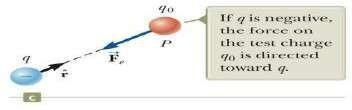 q₀
If q is negative,
the force on
the test charge
q₀ is directed
toward q.
q
P
F⃗ₑ
r̂
c